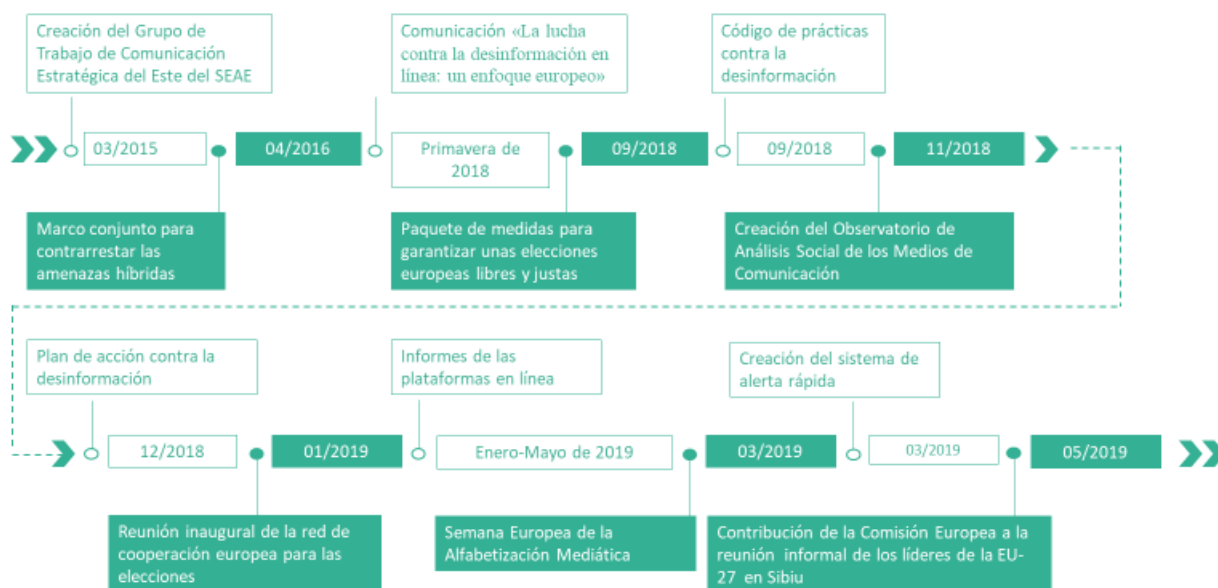 Creación del Grupo de
Trabajo de Comunicación
Estratégica del Este del SEAE
Comunicación «La lucha
contra la desinformación en
línea: un enfoque europeo»
Código de prácticas
contra la
desinformación
03/2015
04/2016
Primavera de
2018
09/2018
09/2018
11/2018
Marco conjunto para
contrarrestar las
amenazas híbridas
Paquete de medidas para
garantizar unas elecciones
europeas libres y justas
Creación del Observatorio de
Análisis Social de los Medios de
Comunicación
Plan de acción contra la
desinformación
Informes de las
plataformas en línea
Creación del sistema de
alerta rápida
12/2018
01/2019
Enero-Mayo de 2019
03/2019
03/2019
05/2019
Reunión inaugural de la red de
cooperación europea para las
elecciones
Semana Europea de la
Alfabetización Mediática
Contribución de la Comisión Europea a la
reunión informal de los líderes de la EU-
27 en Sibiu